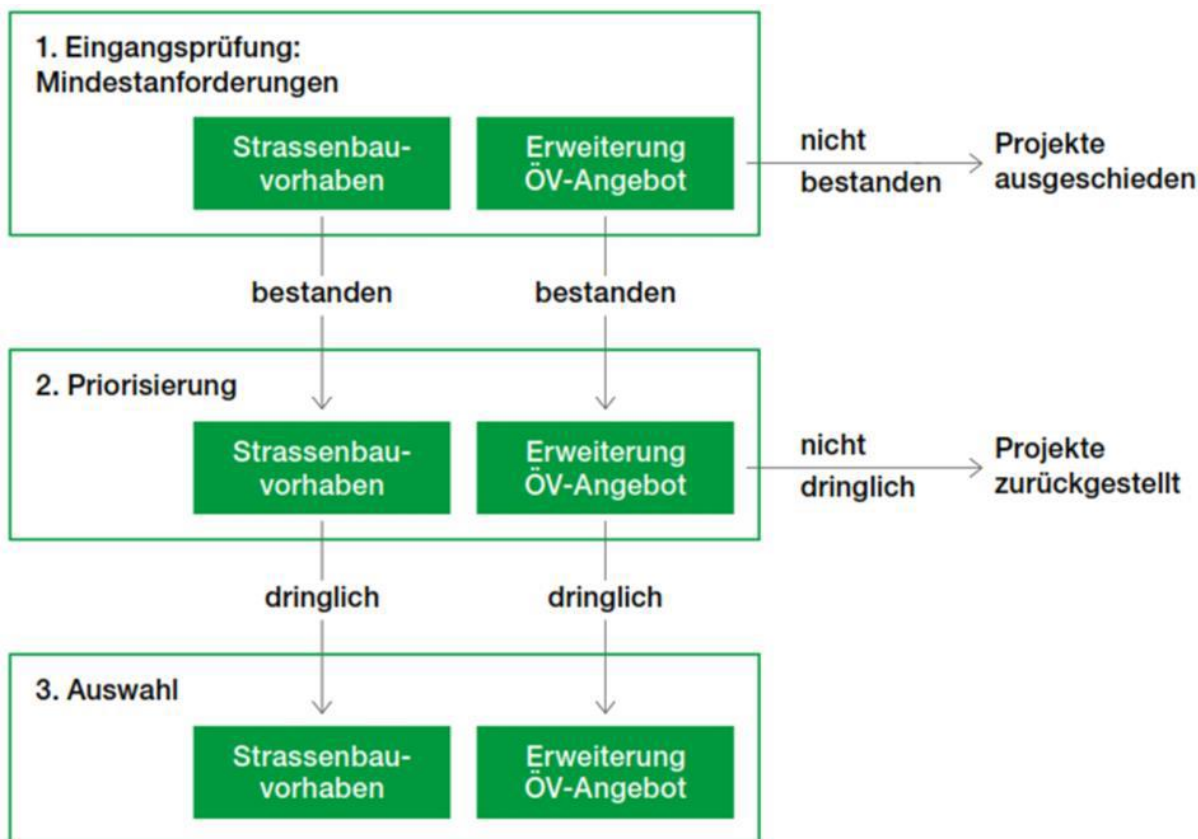 1. Eingangsprüfung:
Mindestanforderungen
Strassenbau-
vorhaben
Erweiterung
ÖV-Angebot
nicht
bestanden
Projekte
ausgeschieden
bestanden
bestanden
2. Priorisierung
Strassenbau-
vorhaben
Erweiterung
ÖV-Angebot
nicht
dringlich
Projekte
zurückgestellt
dringlich
dringlich
3. Auswahl
Strassenbau-
vorhaben
Erweiterung
ÖV-Angebot